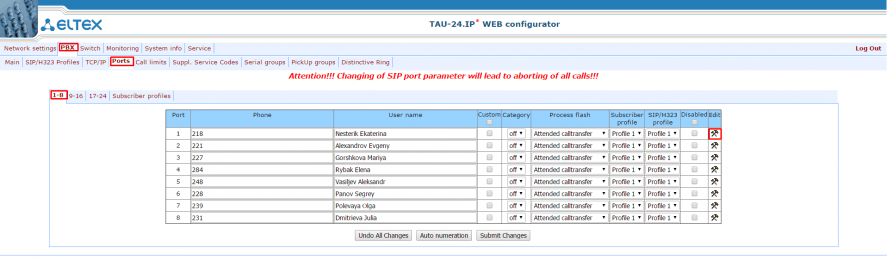 ELTEX
TAU-24.IP* WEB configurator
Network settings PBX Switch Monitoring System info Service Log Out
Main SIP/H323 Profiles TCP/IP Ports Call limits Suppl. Service Codes Serial groups PickUp groups Distinctive Ring
Attention!!! Changing of SIP port parameter will lead to aborting of all calls!!!
1-8 9-16 17-24 Subscriber profiles
Port Phone User name Custom Category Process flash Subscriber profile SIP/H323 profile Disabled Edit
1 218 Nesterik Ekaterina off Attended calltransfer Profile 1 Profile 1
2 221 Alexandrov Evgeny off Attended calltransfer Profile 1 Profile 1
3 227 Gorshkova Mariya off Attended calltransfer Profile 1 Profile 1
4 284 Rybak Elena off Attended calltransfer Profile 1 Profile 1
5 248 Vasiljev Aleksandr off Attended calltransfer Profile 1 Profile 1
6 228 Panov Segrey off Attended calltransfer Profile 1 Profile 1
7 239 Polevaya Olga off Attended calltransfer Profile 1 Profile 1
8 231 Dmitrieva Julia off Attended calltransfer Profile 1 Profile 1
Undo All Changes Auto numeration Submit Changes